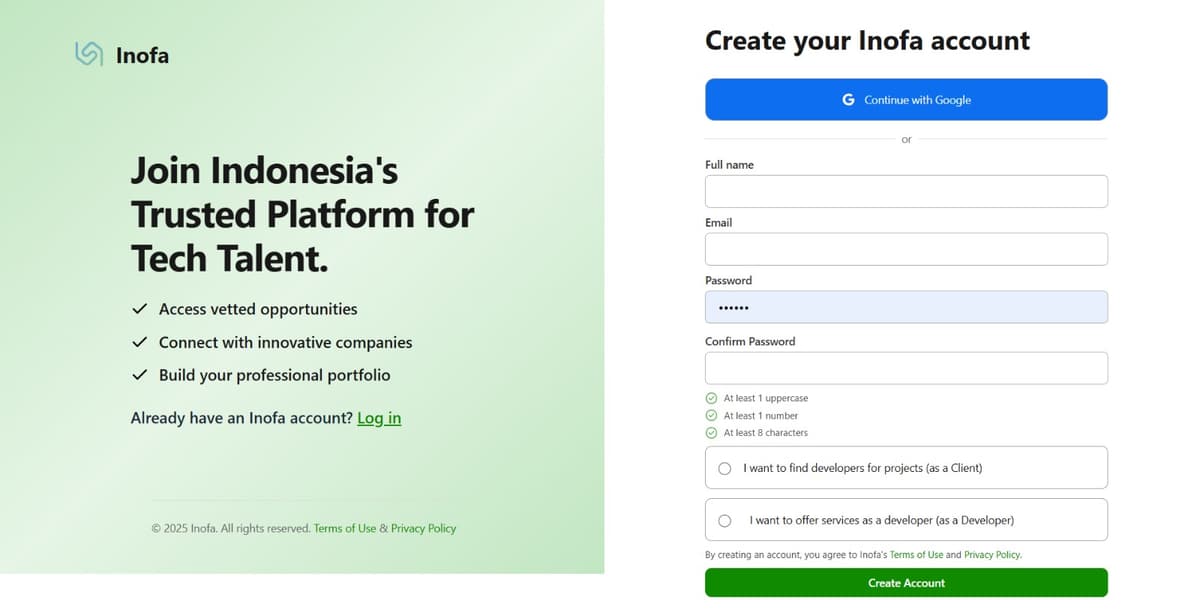 Inofa
Join Indonesia's
Trusted Platform for
Tech Talent.
Access vetted opportunities
Connect with innovative companies
Build your professional portfolio
Already have an Inofa account? Log in
© 2025 Inofa. All rights reserved. Terms of Use & Privacy Policy
Create your Inofa account
G Continue with Google
or
Full name
Email
Password
••••••
Confirm Password
At least 1 uppercase
At least 1 number
At least 8 characters
I want to find developers for projects (as a Client)
I want to offer services as a developer (as a Developer)
By creating an account, you agree to Inofa's Terms of Use and Privacy Policy.
Create Account